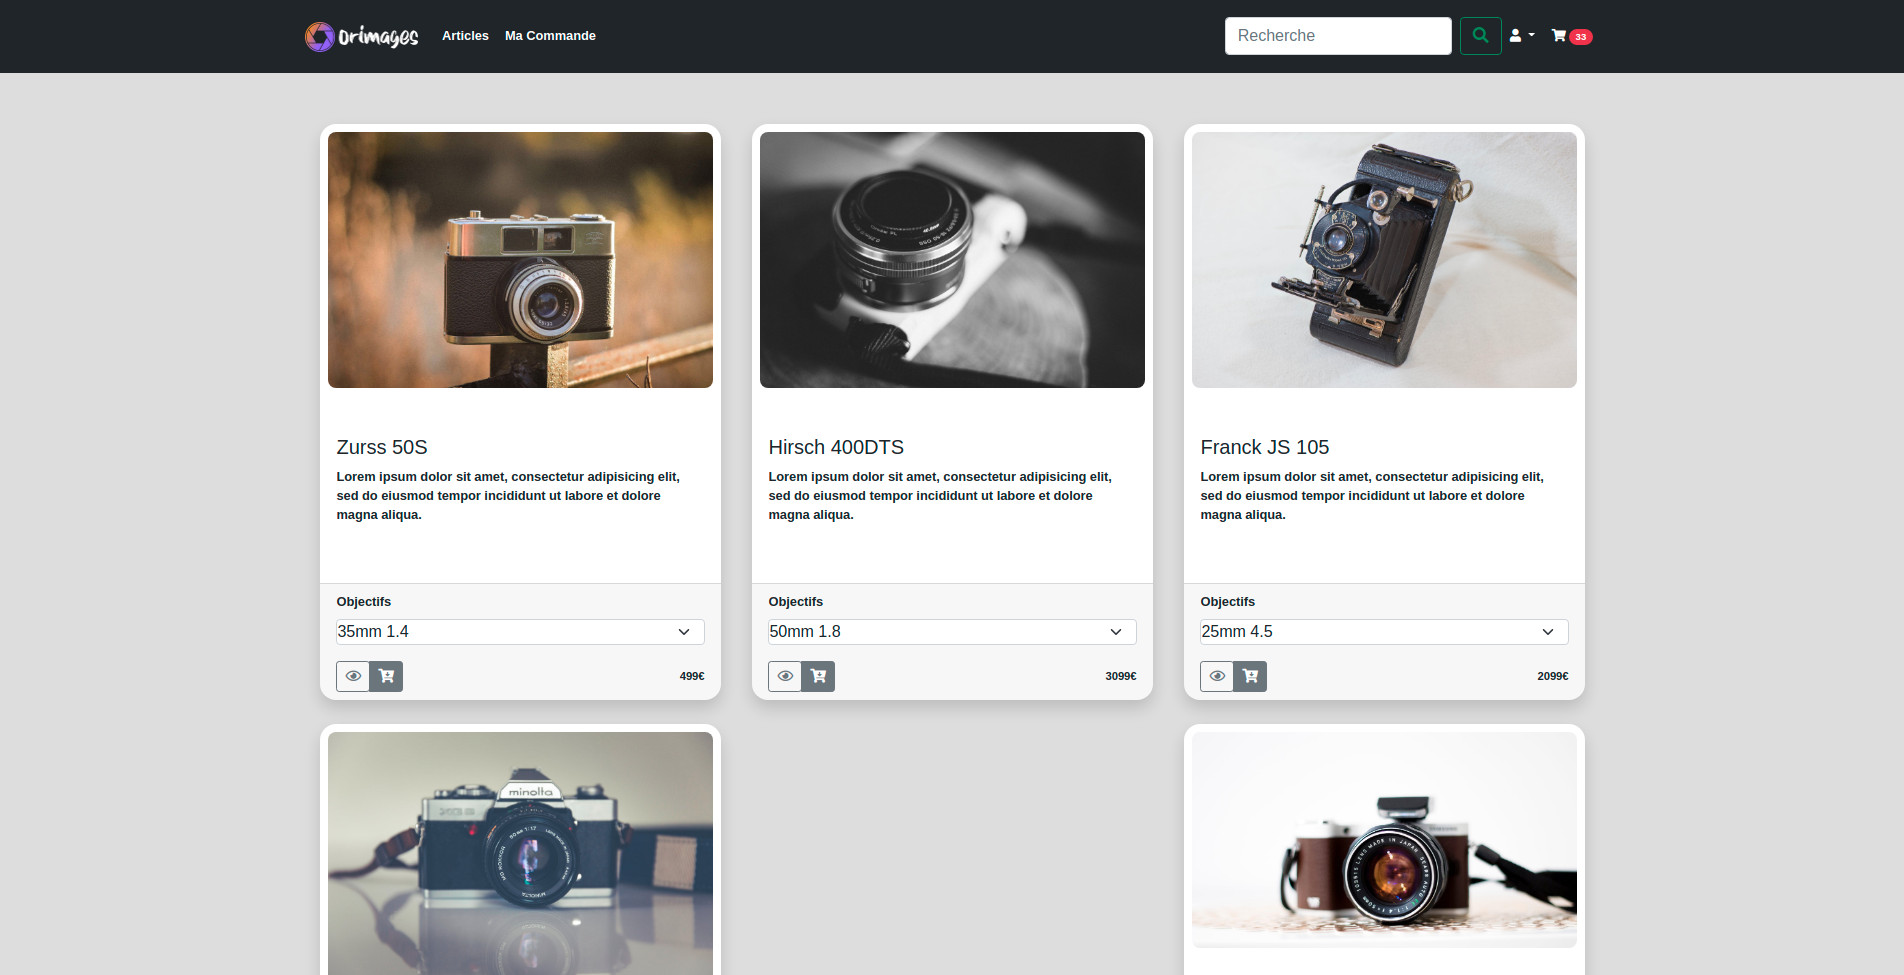 Orimages
Articles
Ma Commande
Recherche
33
Zurss 50S
Lorem ipsum dolor sit amet, consectetur adipisicing elit,
sed do eiusmod tempor incididunt ut labore et dolore
magna aliqua.
Objectifs
35mm 1.4
499€
Hirsch 400DTS
Lorem ipsum dolor sit amet, consectetur adipisicing elit,
sed do eiusmod tempor incididunt ut labore et dolore
magna aliqua.
Objectifs
50mm 1.8
3099€
Franck JS 105
Lorem ipsum dolor sit amet, consectetur adipisicing elit,
sed do eiusmod tempor incididunt ut labore et dolore
magna aliqua.
Objectifs
25mm 4.5
2099€
minolta